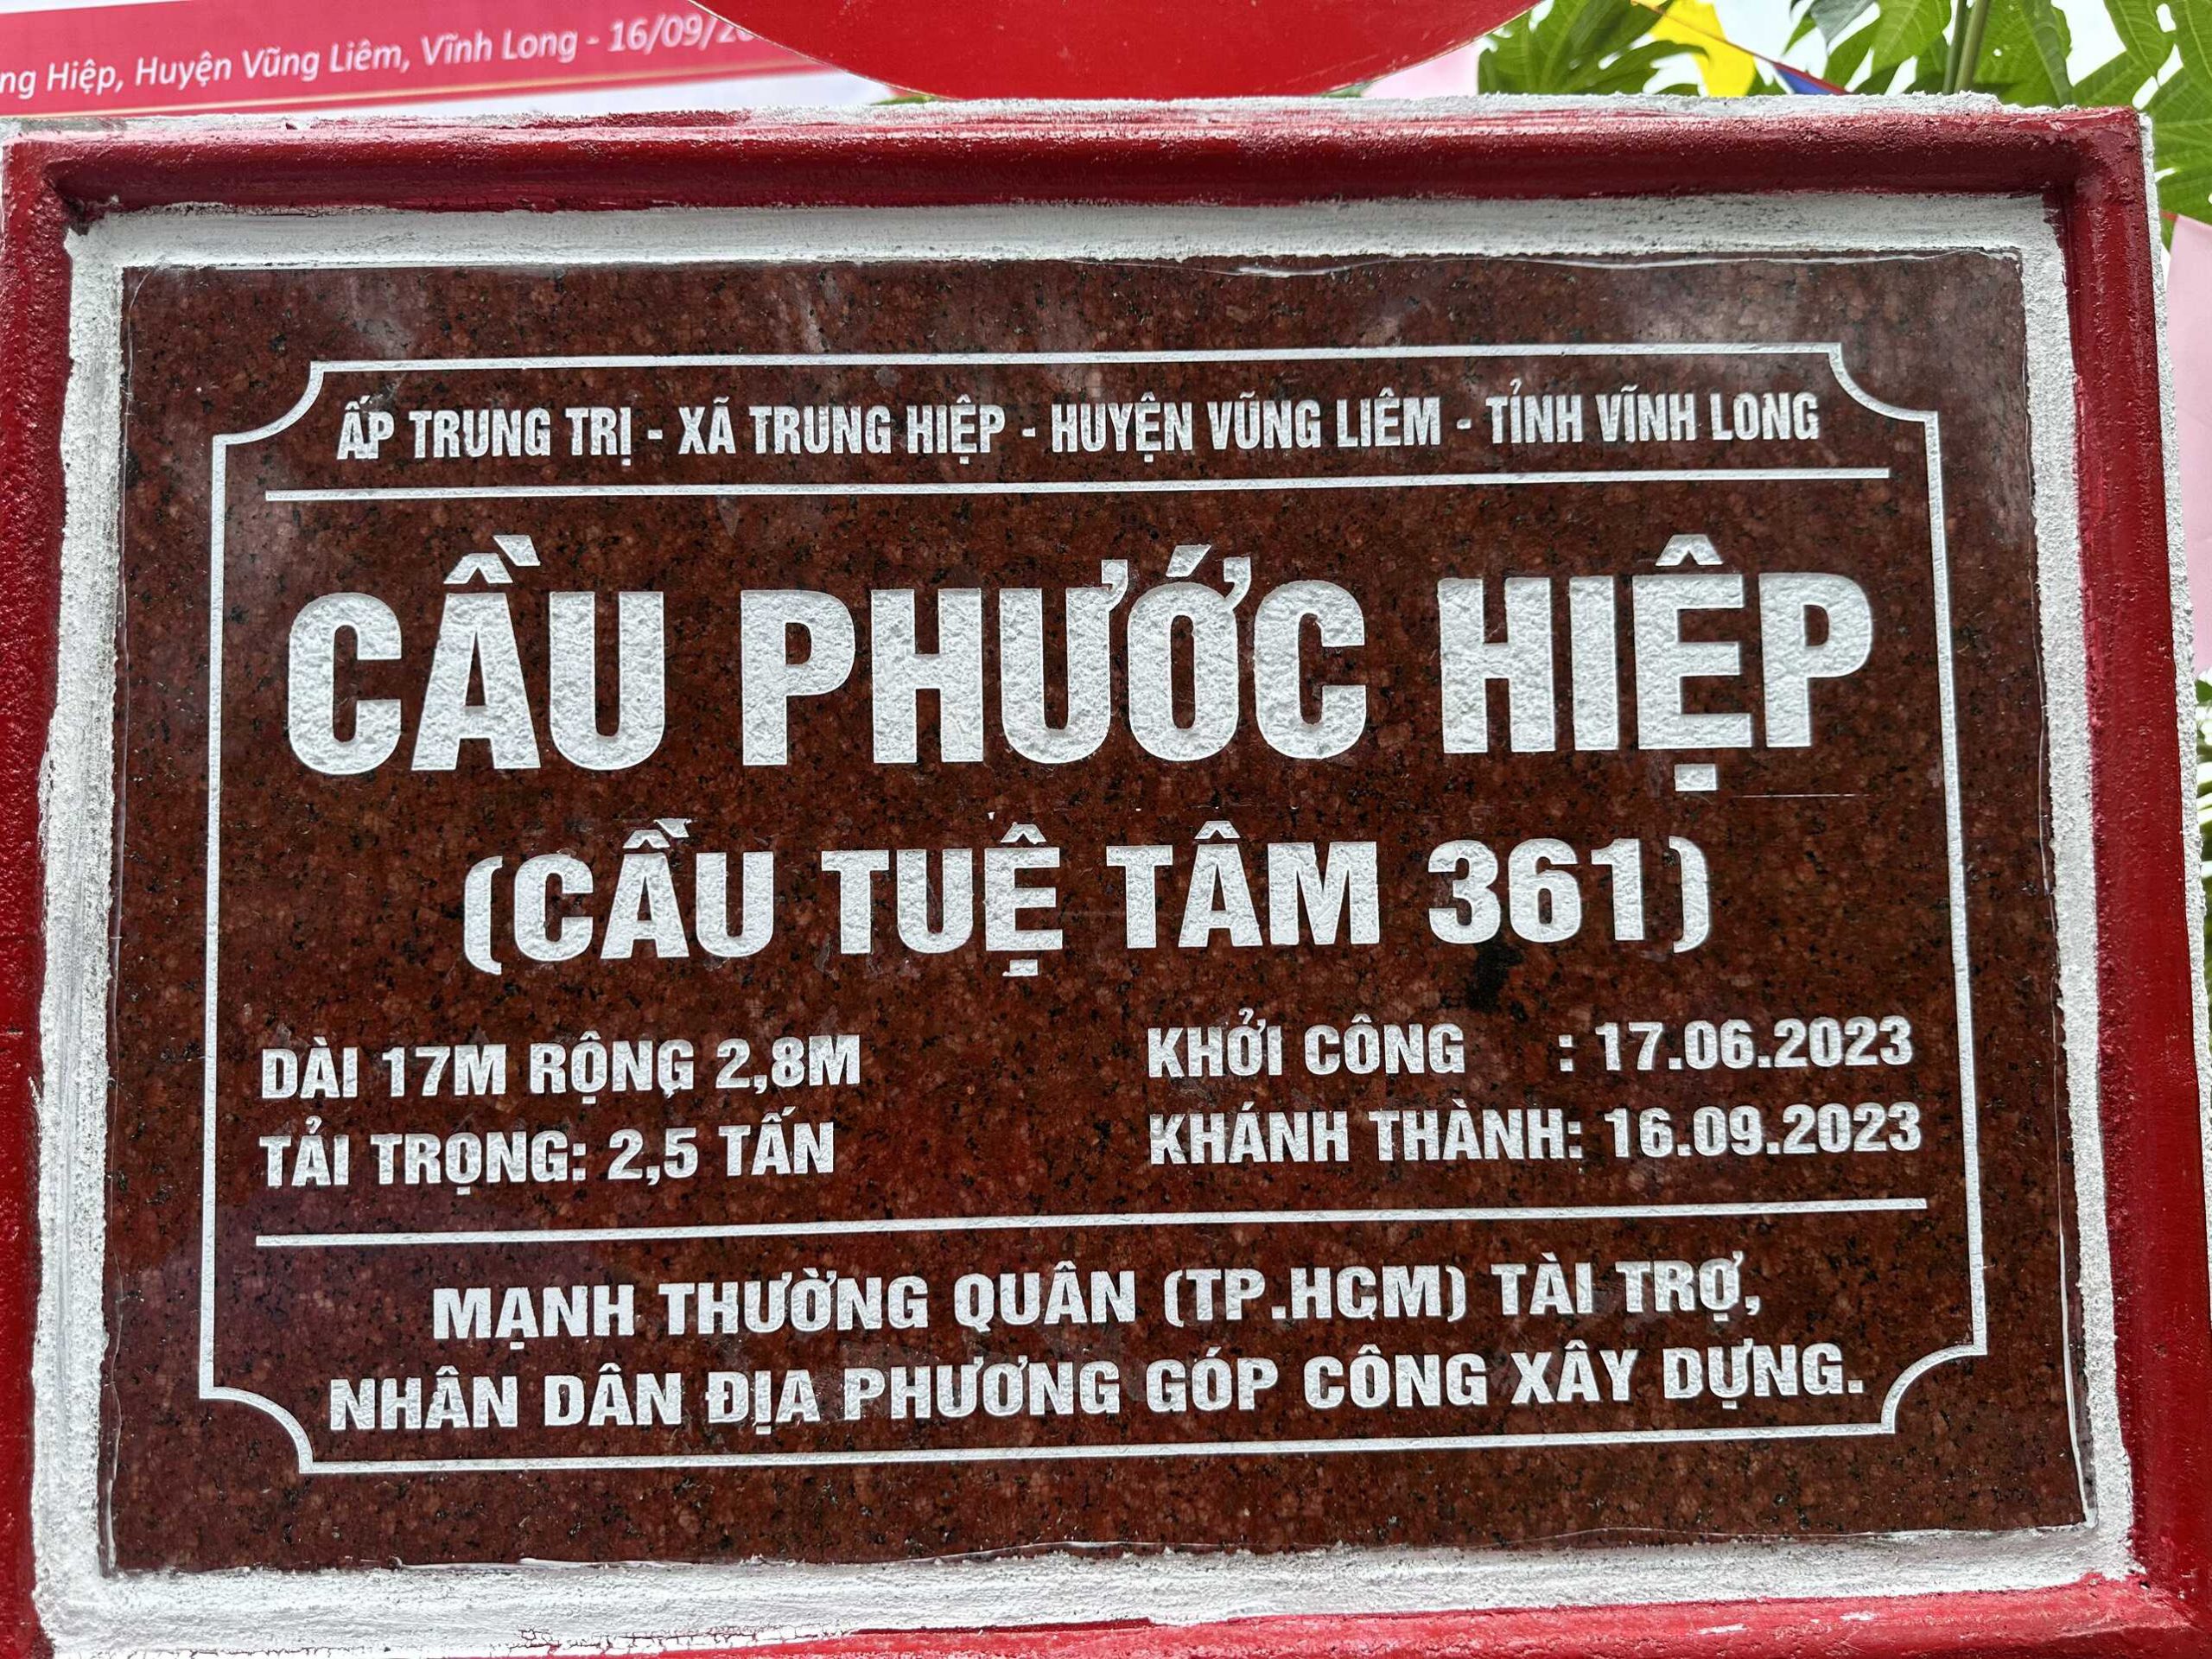 Hiệp, Huyện Vũng Liêm, Vĩnh Long - 16/09/
ẤP TRUNG TRỊ - XÃ TRUNG HIỆP - HUYỆN VŨNG LIÊM - TỈNH VĨNH LONG
CẦU PHƯỚC HIỆP
(CẦU TUỆ TÂM 361)
DÀI 17M RỘNG 2,8M KHỞI CÔNG : 17.06.2023
TẢI TRỌNG: 2,5 TẤN KHÁNH THÀNH: 16.09.2023
MẠNH THƯỜNG QUÂN (TP.HCM) TÀI TRỢ,
NHÂN DÂN ĐỊA PHƯƠNG GÓP CÔNG XÂY DỰNG.